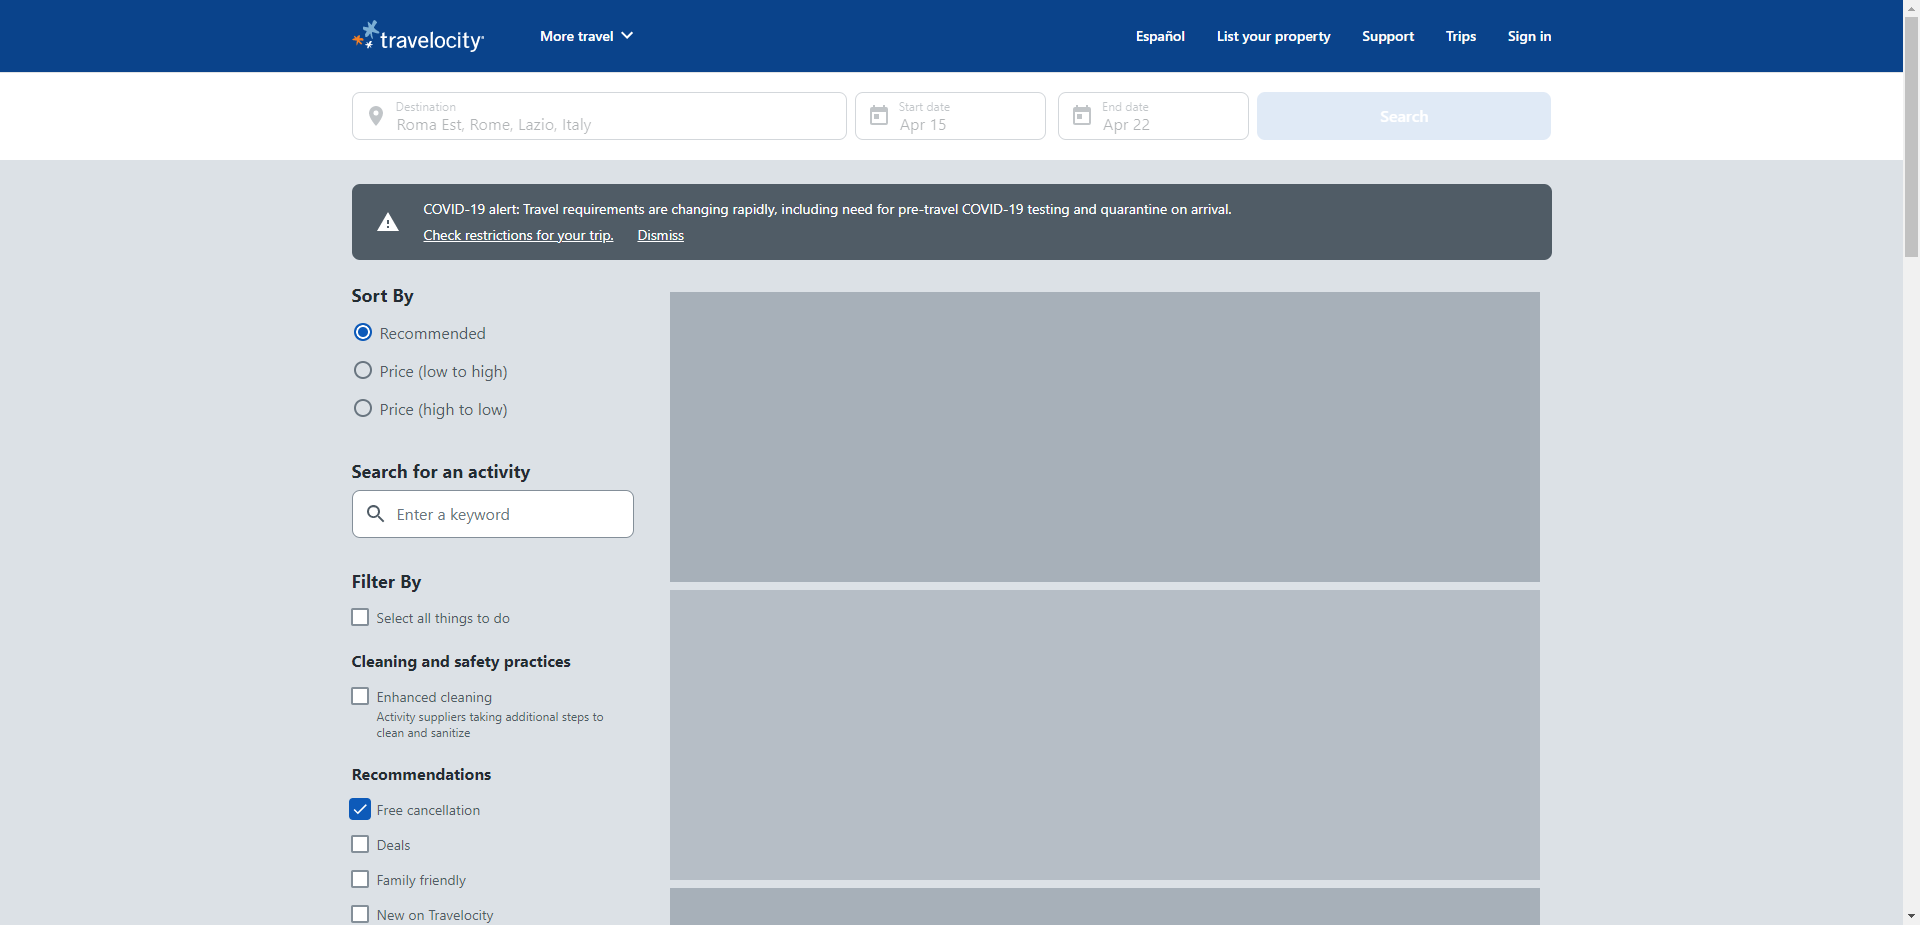 travelocity
More travel
Español
List your property
Support
Trips
Sign in
Destination
Roma Est, Rome, Lazio, Italy
Start date
Apr 15
End date
Apr 22
Search
COVID-19 alert: Travel requirements are changing rapidly, including need for pre-travel COVID-19 testing and quarantine on arrival.
Check restrictions for your trip. Dismiss
Sort By
Recommended
Price (low to high)
Price (high to low)
Search for an activity
Enter a keyword
Filter By
Select all things to do
Cleaning and safety practices
Enhanced cleaning
Activity suppliers taking additional steps to
clean and sanitize
Recommendations
Free cancellation
Deals
Family friendly
New on Travelocity